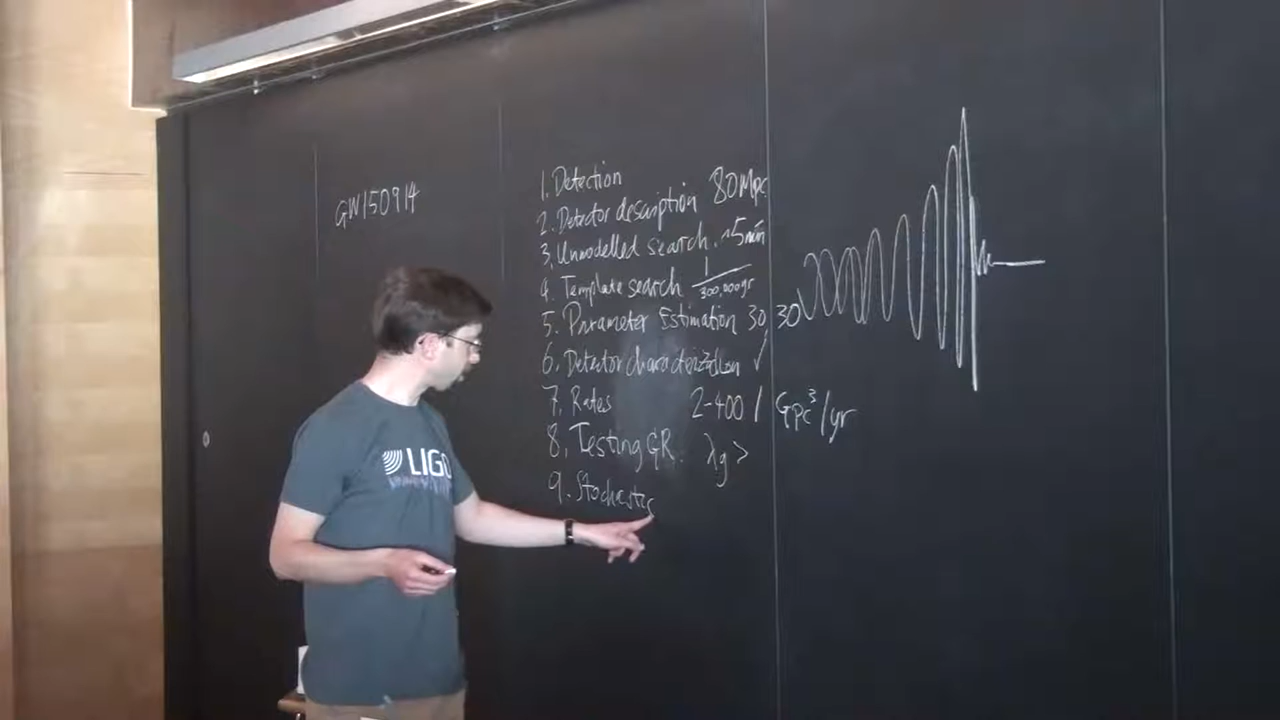 GW150914
1. Detection
2. Detector description 80Mpc
3. Unmodelled search. ~5min
4. Template search 1/300,000yr
5. Parameter Estimation 30, 30
6. Detector characterization ✓
7. Rates 2-400 / Gpc³/yr
8. Testing GR. λg >
9. Stochastic
LIGO